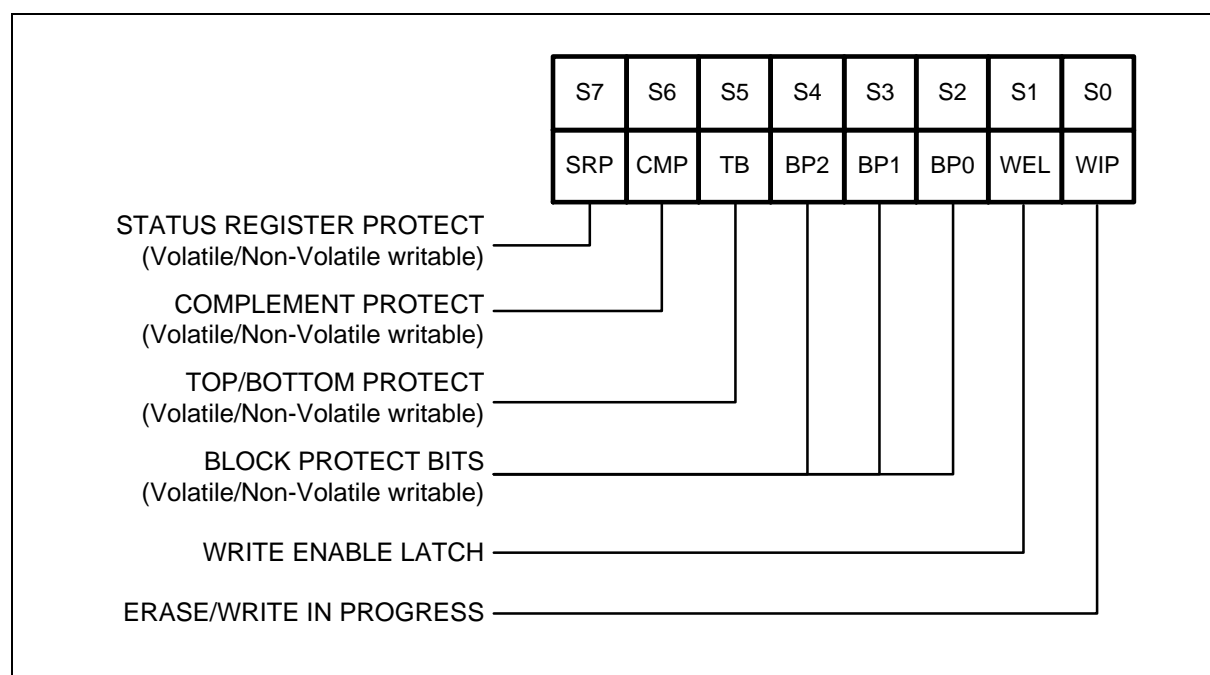 S7 S6 S5 S4 S3 S2 S1 S0
SRP CMP TB BP2 BP1 BP0 WEL WIP
STATUS REGISTER PROTECT
(Volatile/Non-Volatile writable)
COMPLEMENT PROTECT
(Volatile/Non-Volatile writable)
TOP/BOTTOM PROTECT
(Volatile/Non-Volatile writable)
BLOCK PROTECT BITS
(Volatile/Non-Volatile writable)
WRITE ENABLE LATCH
ERASE/WRITE IN PROGRESS